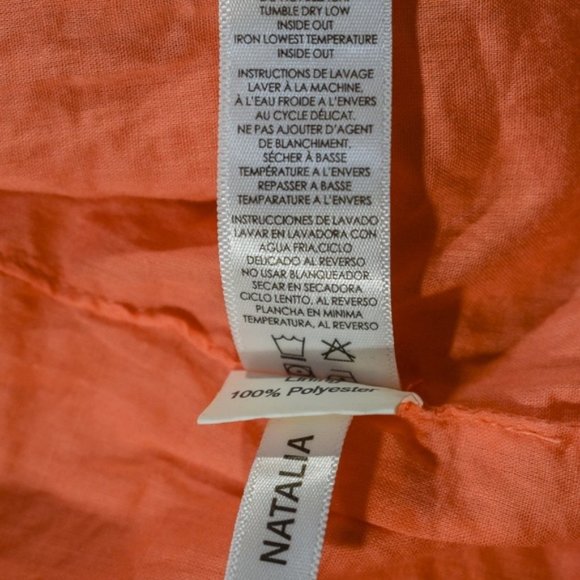 TUMBLE DRY LOW
INSIDE OUT
IRON LOWEST TEMPERATURE
INSIDE OUT
INSTRUCTIONS DE LAVAGE
LAVER À LA MACHINE,
À L'EAU FROIDE A L'ENVERS
AU CYCLE DÉLICAT.
NE PAS AJOUTER D'AGENT
DE BLANCHIMENT.
SÉCHER À BASSE
TEMPÉRATURE A L'ENVERS
REPASSER A BASSE
TEMPARATURE A L'ENVERS
INSTRUCCIONES DE LAVADO
LAVAR EN LAVADORA CON
AGUA FRIA,CICLO
DELICADO AL REVERSO
NO USAR BLANQUEADOR.
SECAR EN SECADORA
CICLO LENTTO, AL REVERSO
PLANCHA EN MINIMA
TEMPERATURA, AL REVERSO
100% Polyester
NATALIA